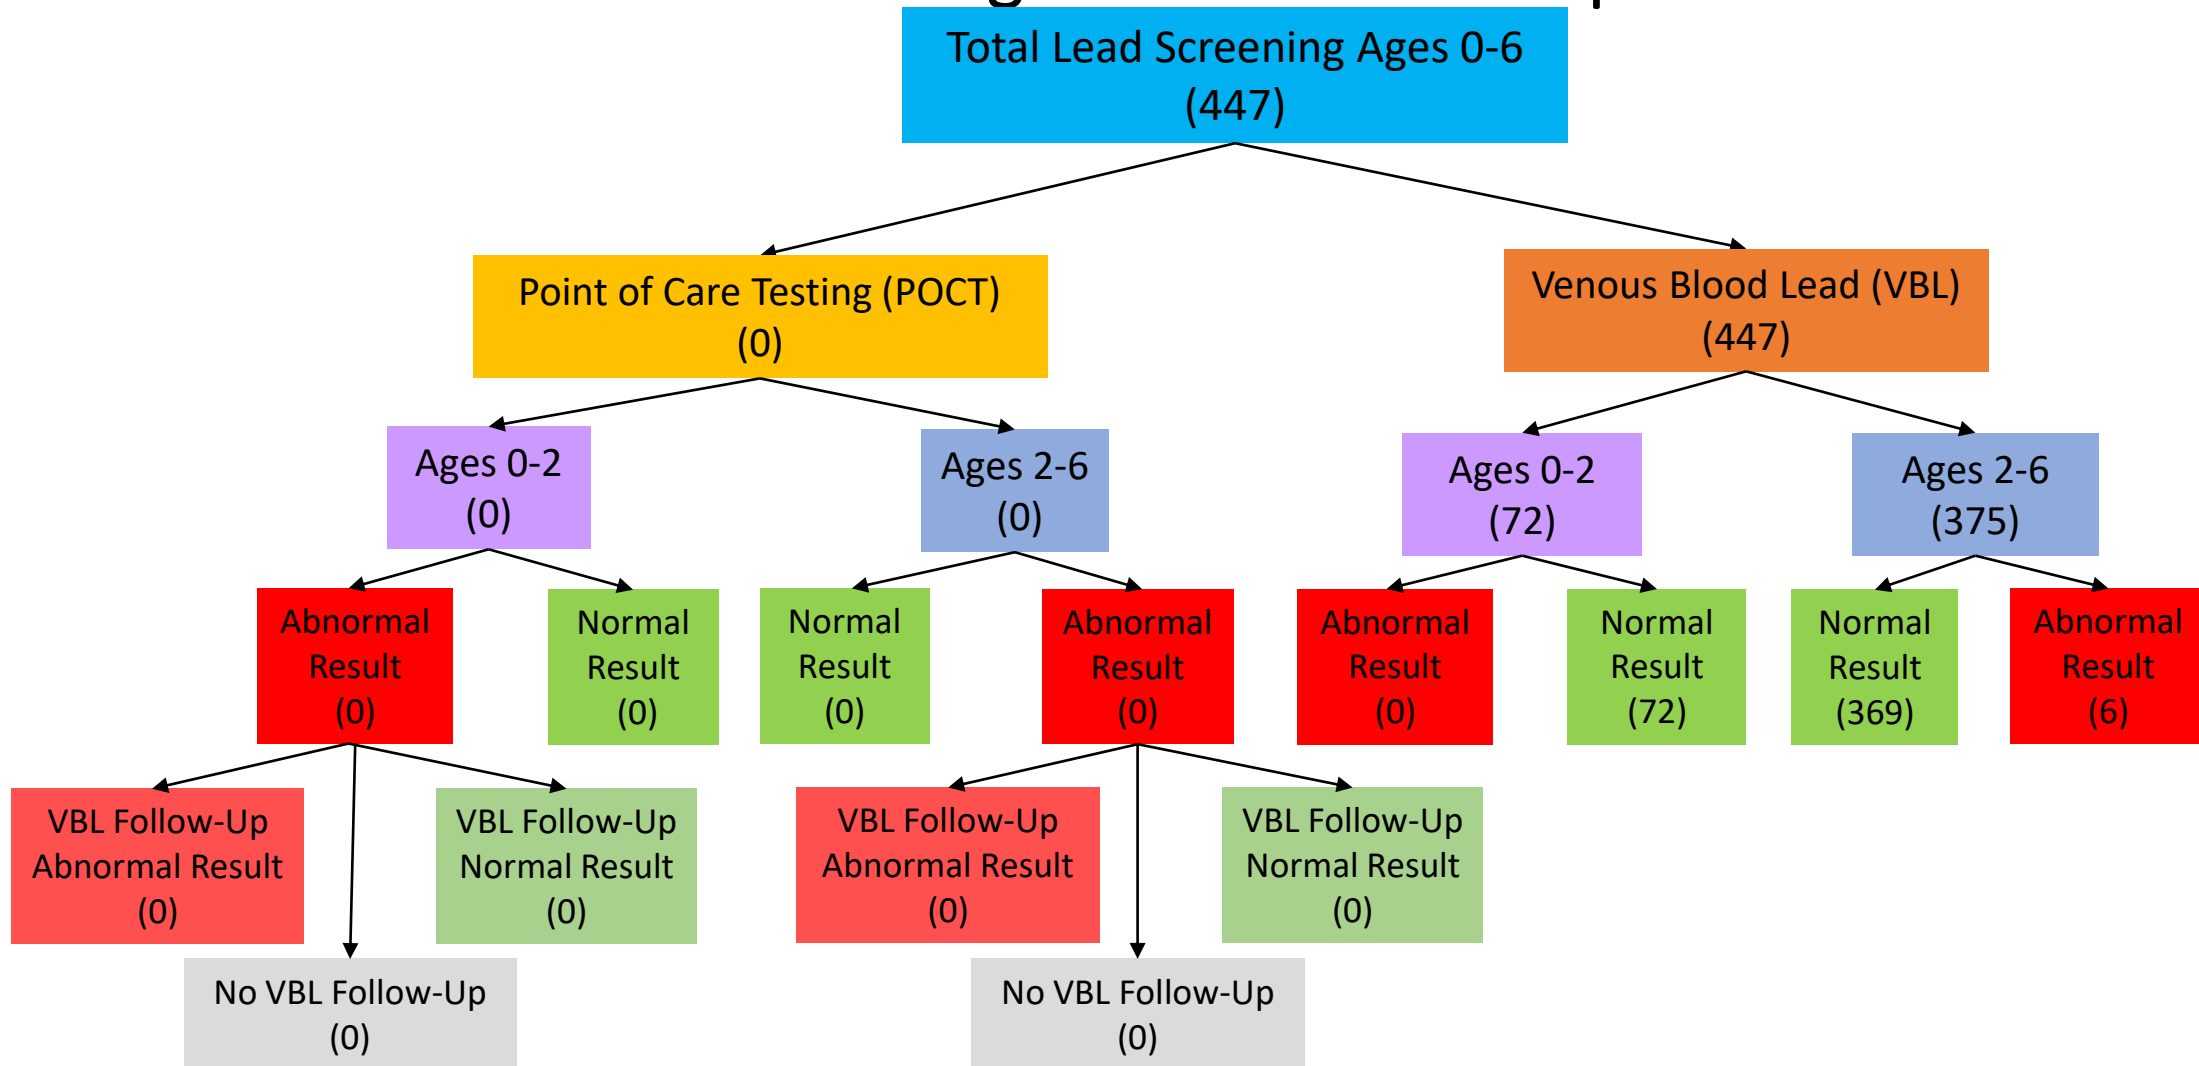 Total Lead Screening Ages 0-6
(447)
Point of Care Testing (POCT)
(0)
Venous Blood Lead (VBL)
(447)
Ages 0-2
(0)
Ages 2-6
(0)
Ages 0-2
(72)
Ages 2-6
(375)
Abnormal
Result
(0)
Normal
Result
(0)
Normal
Result
(0)
Abnormal
Result
(0)
Abnormal
Result
(0)
Normal
Result
(72)
Normal
Result
(369)
Abnormal
Result
(6)
VBL Follow-Up
Abnormal Result
(0)
VBL Follow-Up
Normal Result
(0)
VBL Follow-Up
Abnormal Result
(0)
VBL Follow-Up
Normal Result
(0)
No VBL Follow-Up
(0)
No VBL Follow-Up
(0)